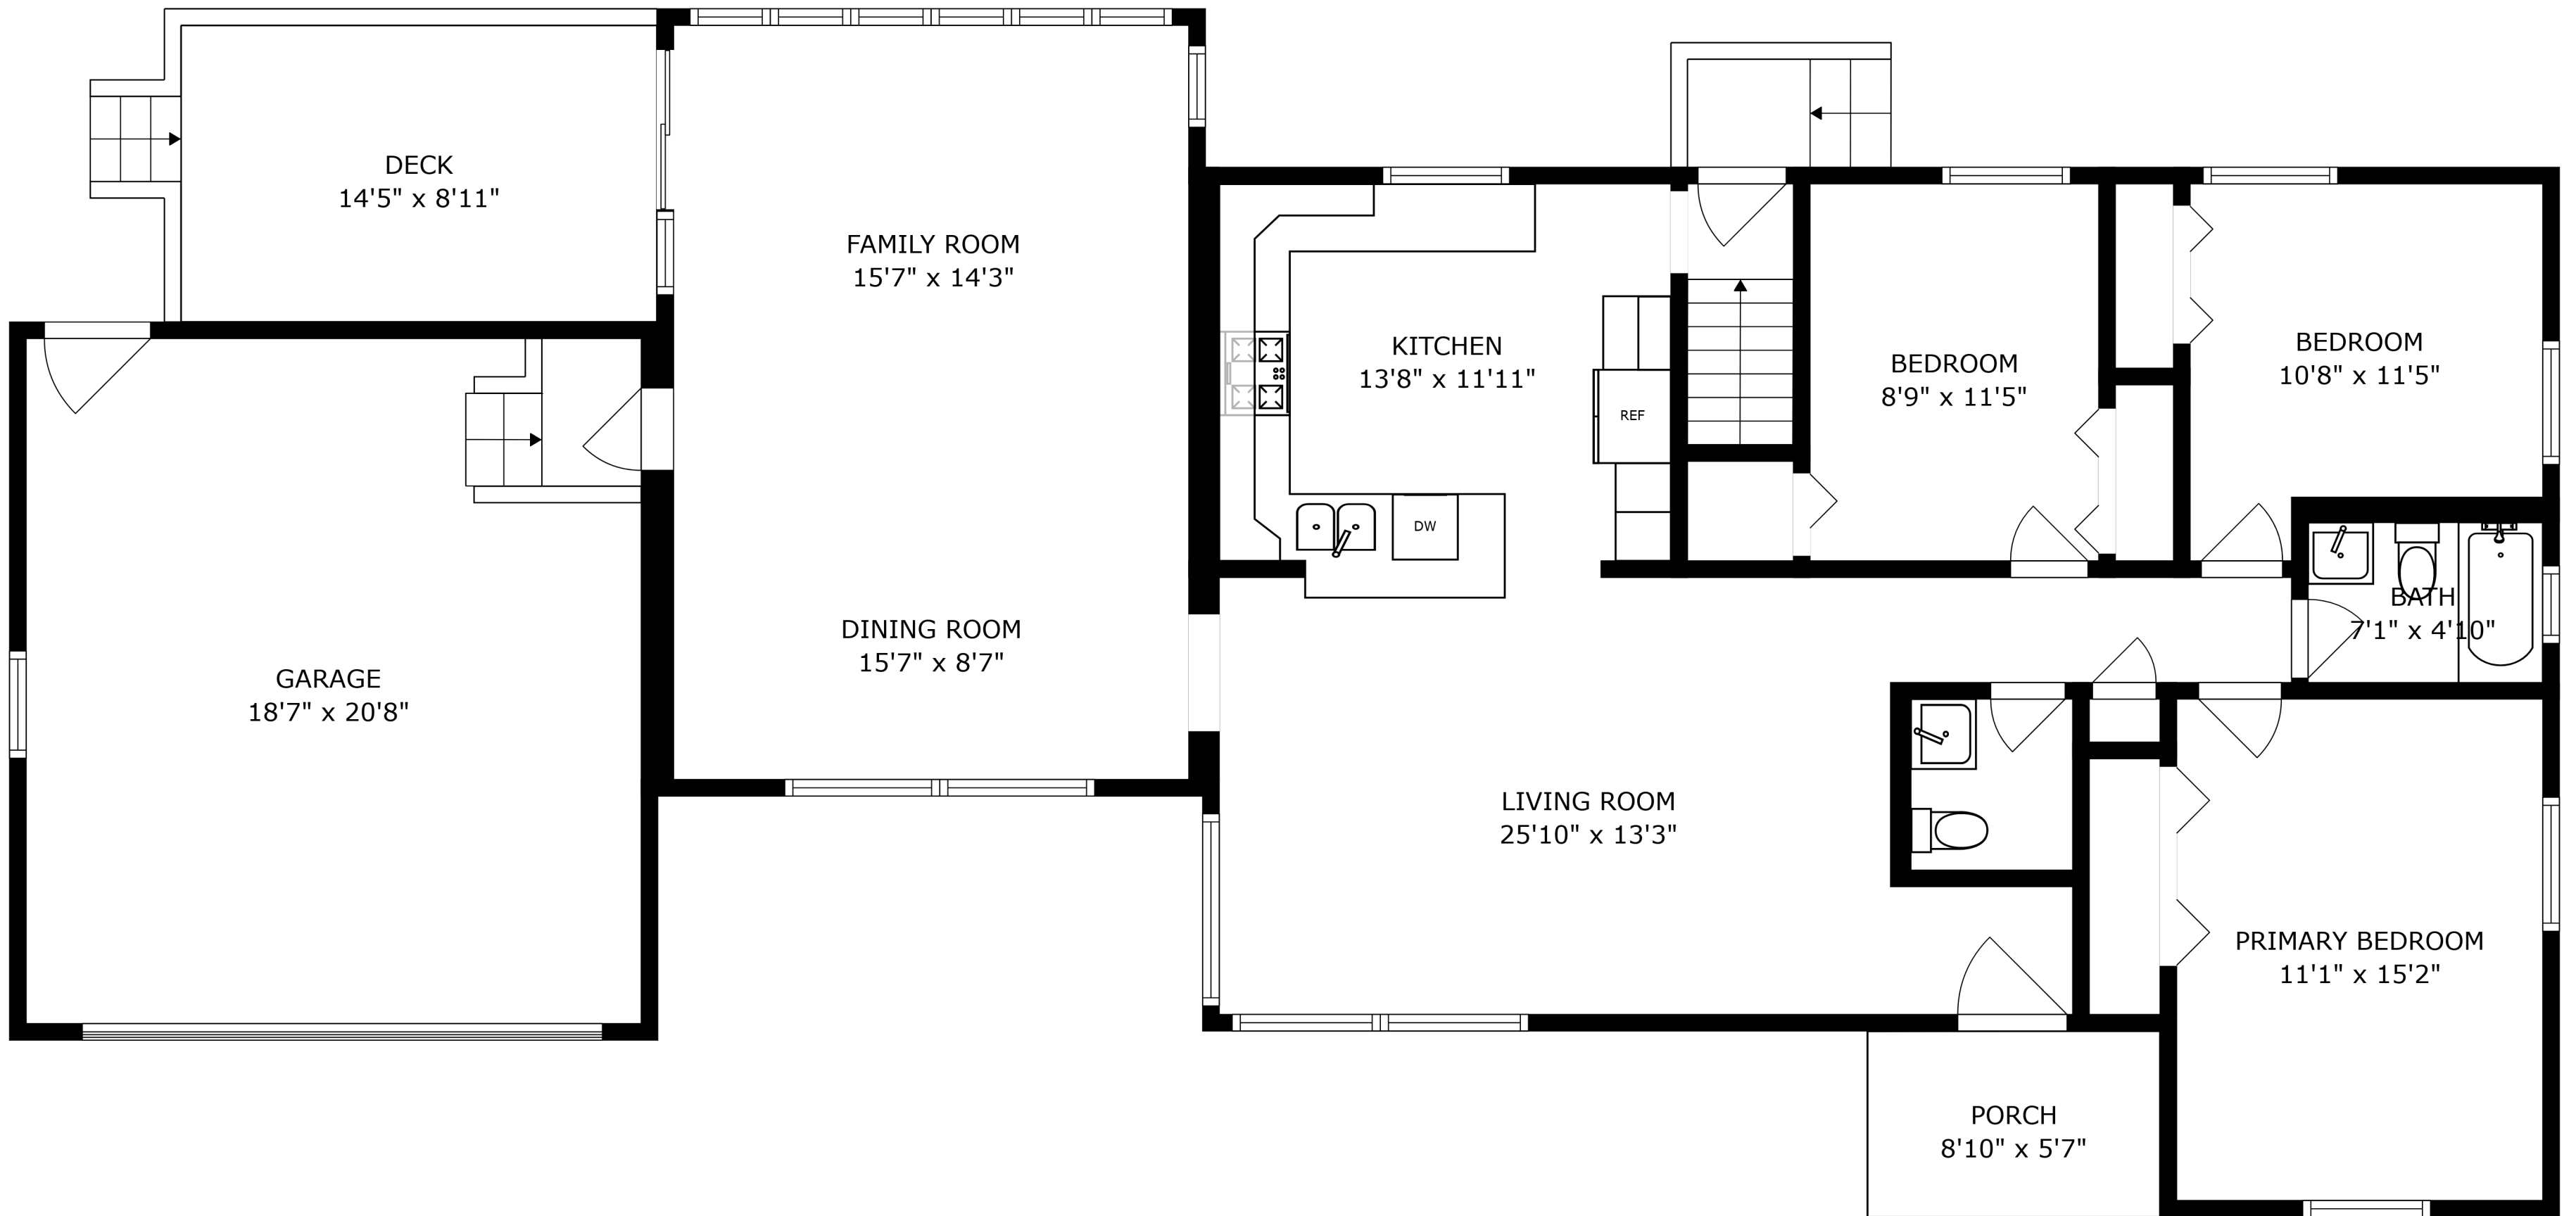 DECK
14'5" x 8'11"
FAMILY ROOM
15'7" x 14'3"
KITCHEN
13'8" x 11'11"
REF
DW
BEDROOM
8'9" x 11'5"
BEDROOM
10'8" x 11'5"
BATH
7'1" x 4'10"
DINING ROOM
15'7" x 8'7"
GARAGE
18'7" x 20'8"
LIVING ROOM
25'10" x 13'3"
PRIMARY BEDROOM
11'1" x 15'2"
PORCH
8'10" x 5'7"